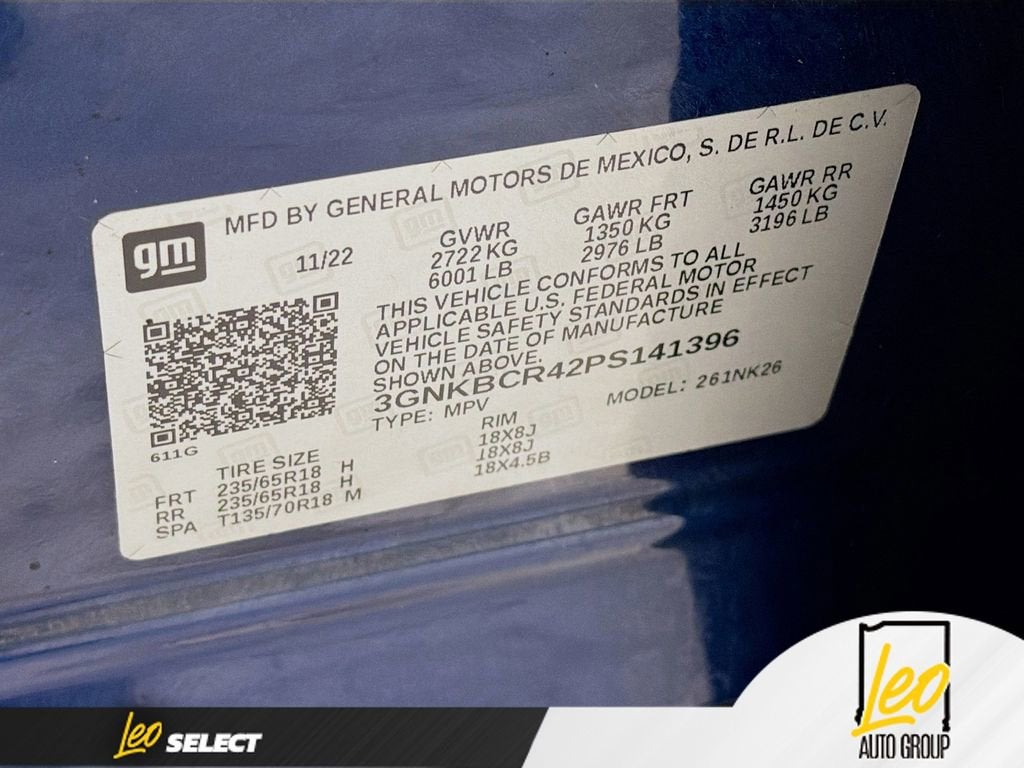 MFD BY GENERAL MOTORS DE MEXICO, S. DE R.L. DE C.V.
gm
11/22
GVWR
2722 KG
6001 LB
GAWR FRT
1350 KG
2976 LB
GAWR RR
1450 KG
3196 LB
THIS VEHICLE CONFORMS TO ALL
APPLICABLE U.S. FEDERAL MOTOR
VEHICLE SAFETY STANDARDS IN EFFECT
ON THE DATE OF MANUFACTURE
SHOWN ABOVE.
3GNKBCR42PS141396
TYPE: MPV
MODEL: 261NK26
611G
TIRE SIZE RIM
FRT 235/65R18 H 18X8J
RR 235/65R18 H 18X8J
SPA T135/70R18 M 18X4.5B
Leo SELECT
Leo
AUTO GROUP